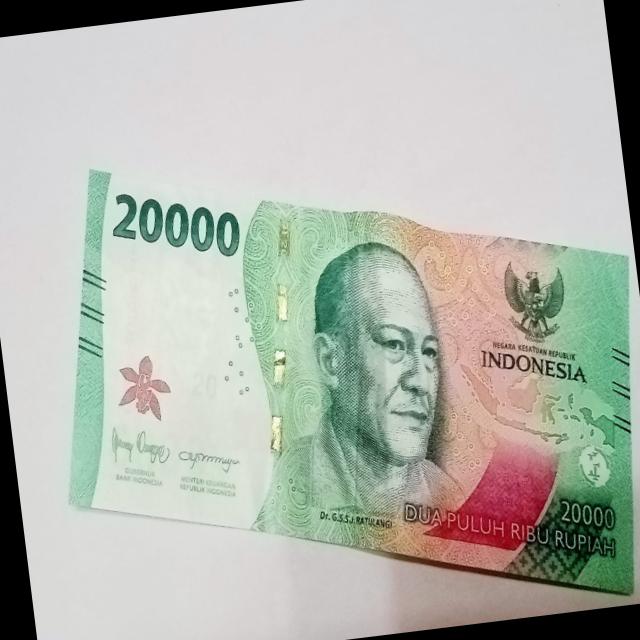 20000
NEGARA KESATUAN REPUBLIK
INDONESIA
20
GUBERNUR
BANK INDONESIA
MENTERI KEUANGAN
REPUBLIK INDONESIA
Dr. G.S.S.J. RATULANGI
20000
DUA PULUH RIBU RUPIAH